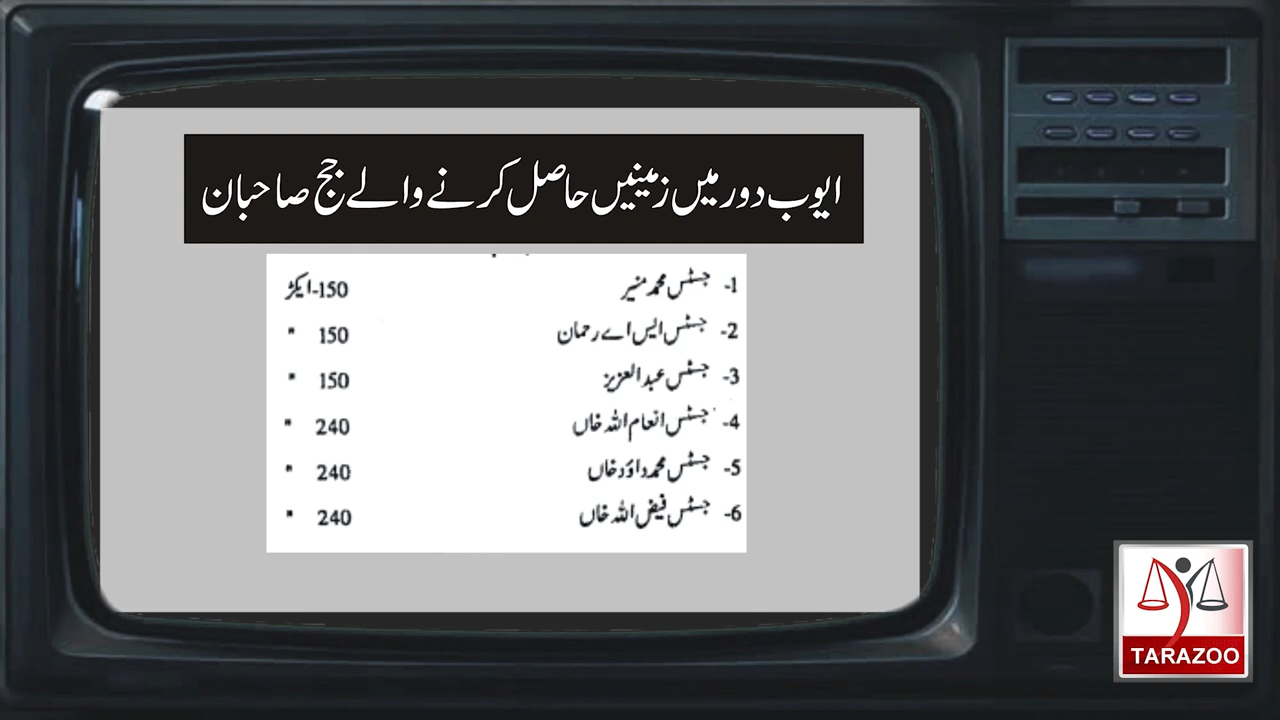 ایوب دور میں زمینیں حاصل کرنے والے جج صاحبان
1- جسٹس محمد منیر 150-ایکڑ
2- جسٹس ایس اے رحمان 150 "
3- جسٹس عبدالعزیز 150 "
4- جسٹس انعام اللہ خاں 240 "
5- جسٹس محمد داؤد خاں 240 "
6- جسٹس فیض اللہ خاں 240 "
TARAZOO